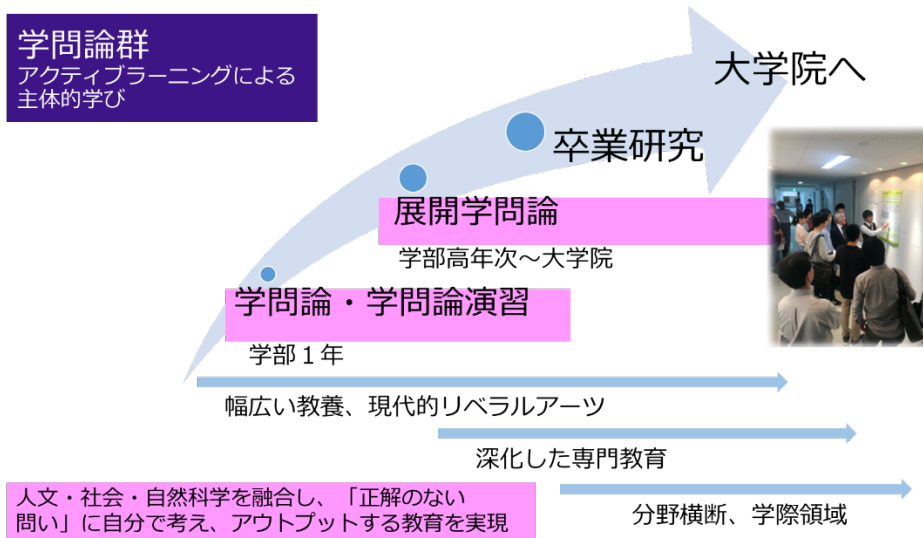 学問論群
アクティブラーニングによる
主体的学び
大学院へ
卒業研究
展開学問論
学部高年次～大学院
学問論・学問論演習
学部１年
幅広い教養、現代的リベラルアーツ
深化した専門教育
人文・社会・自然科学を融合し、「正解のない
問い」に自分で考え、アウトプットする教育を実現
分野横断、学際領域